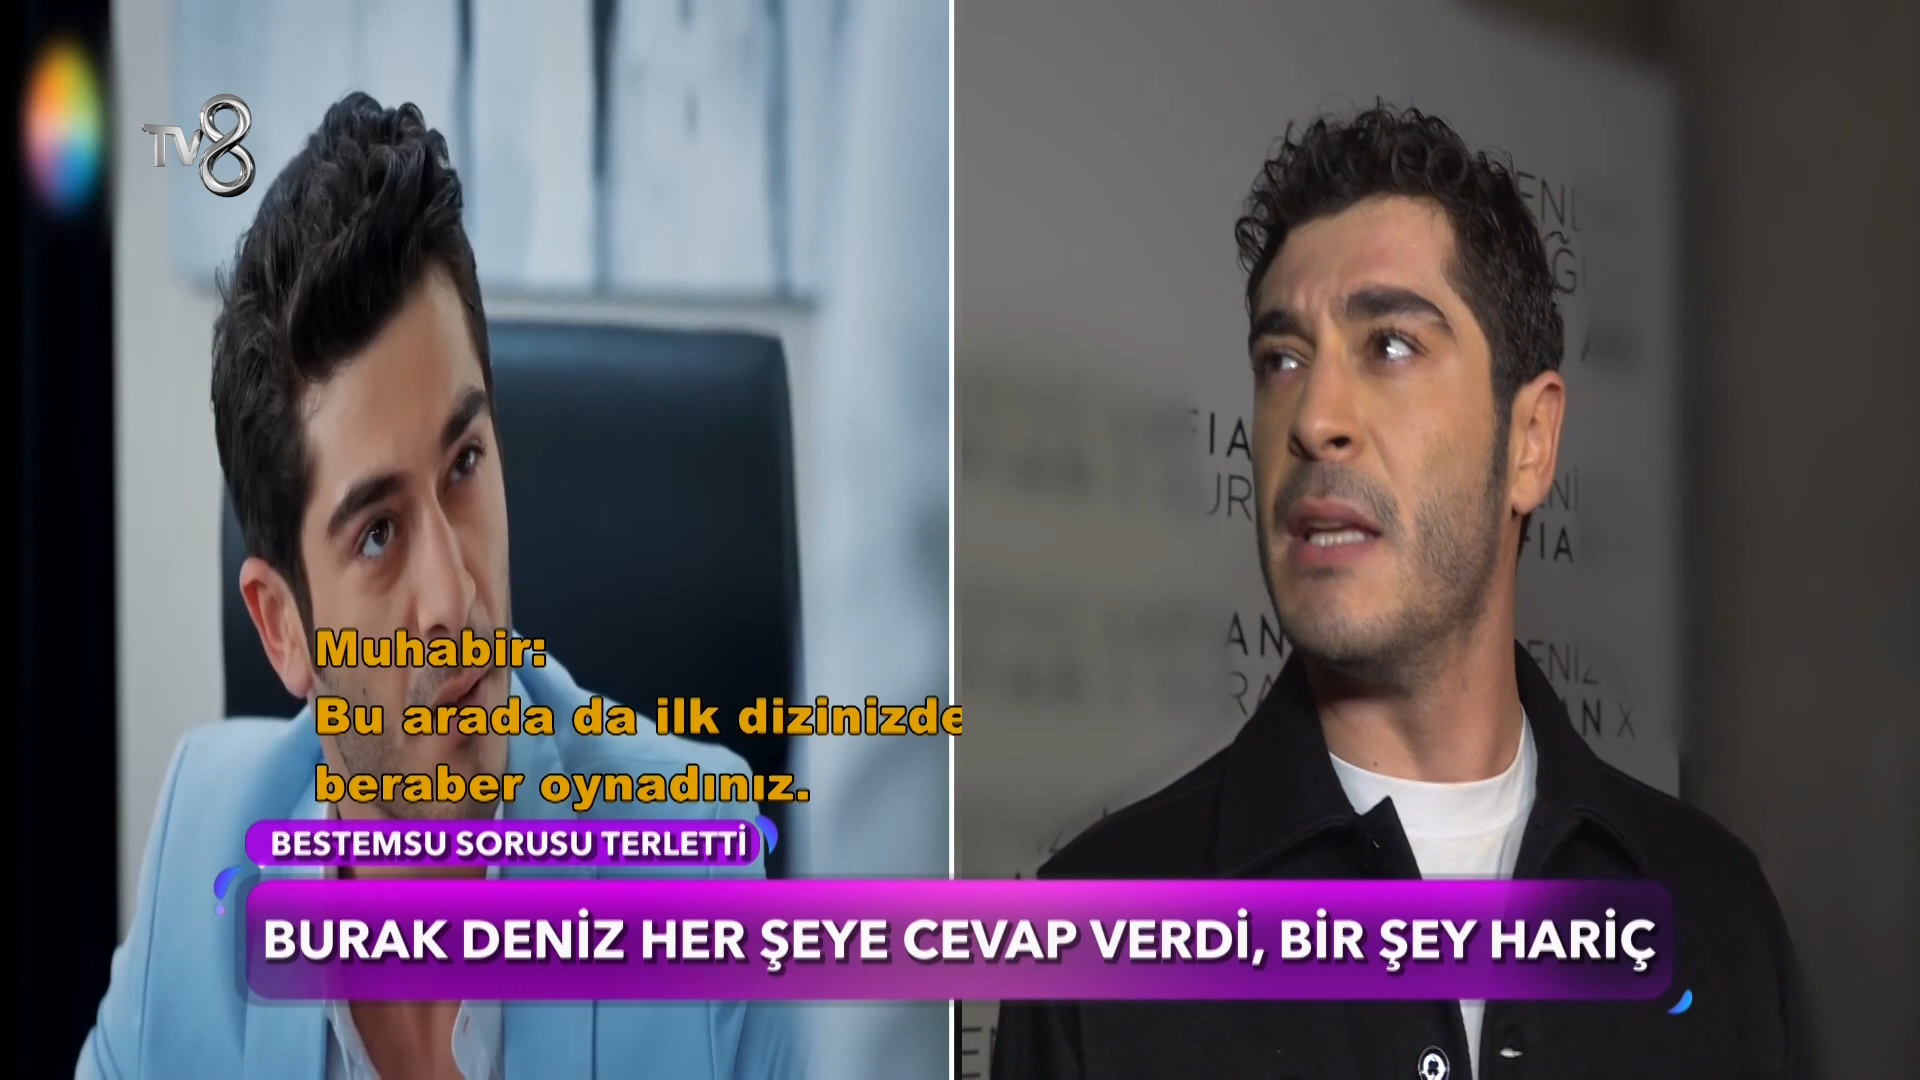 TV8
Muhabir:
Bu arada da ilk dizinizde
beraber oynadınız.
BESTEMSU SORUSU TERLETTİ
BURAK DENİZ HER ŞEYE CEVAP VERDİ, BİR ŞEY HARİÇ